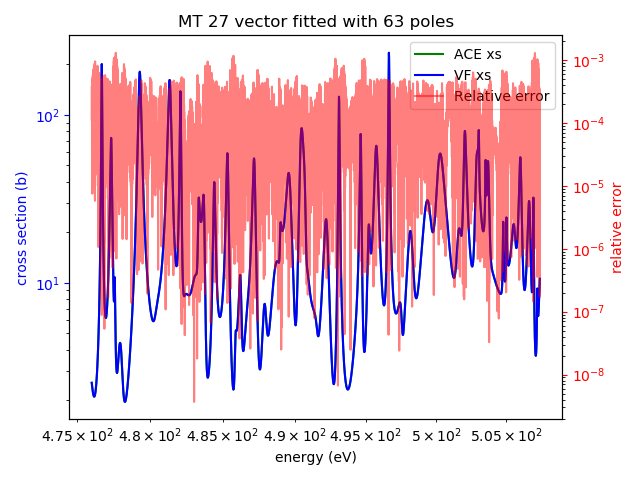 MT 27 vector fitted with 63 poles
ACE xs
VF xs
Relative error
cross section (b)
10²
10¹
relative error
10⁻³
10⁻⁴
10⁻⁵
10⁻⁶
10⁻⁷
10⁻⁸
4.75 × 10² 4.8 × 10² 4.85 × 10² 4.9 × 10² 4.95 × 10² 5 × 10² 5.05 × 10²
energy (eV)